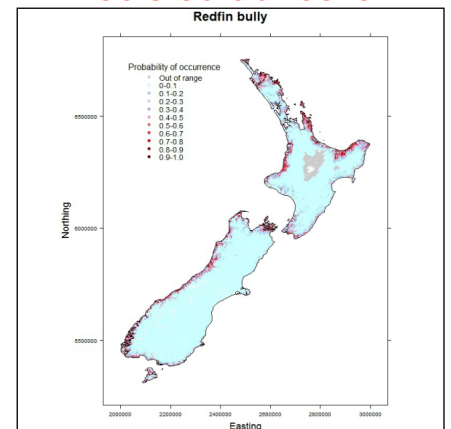 Redfin bully
Probability of occurrence
Out of range
0-0.1
0.1-0.2
0.2-0.3
0.3-0.4
0.4-0.5
0.5-0.6
0.6-0.7
0.7-0.8
0.8-0.9
0.9-1.0
Northing
6500000
6000000
5500000
2000000 2200000 2400000 2600000 2800000 3000000
Easting